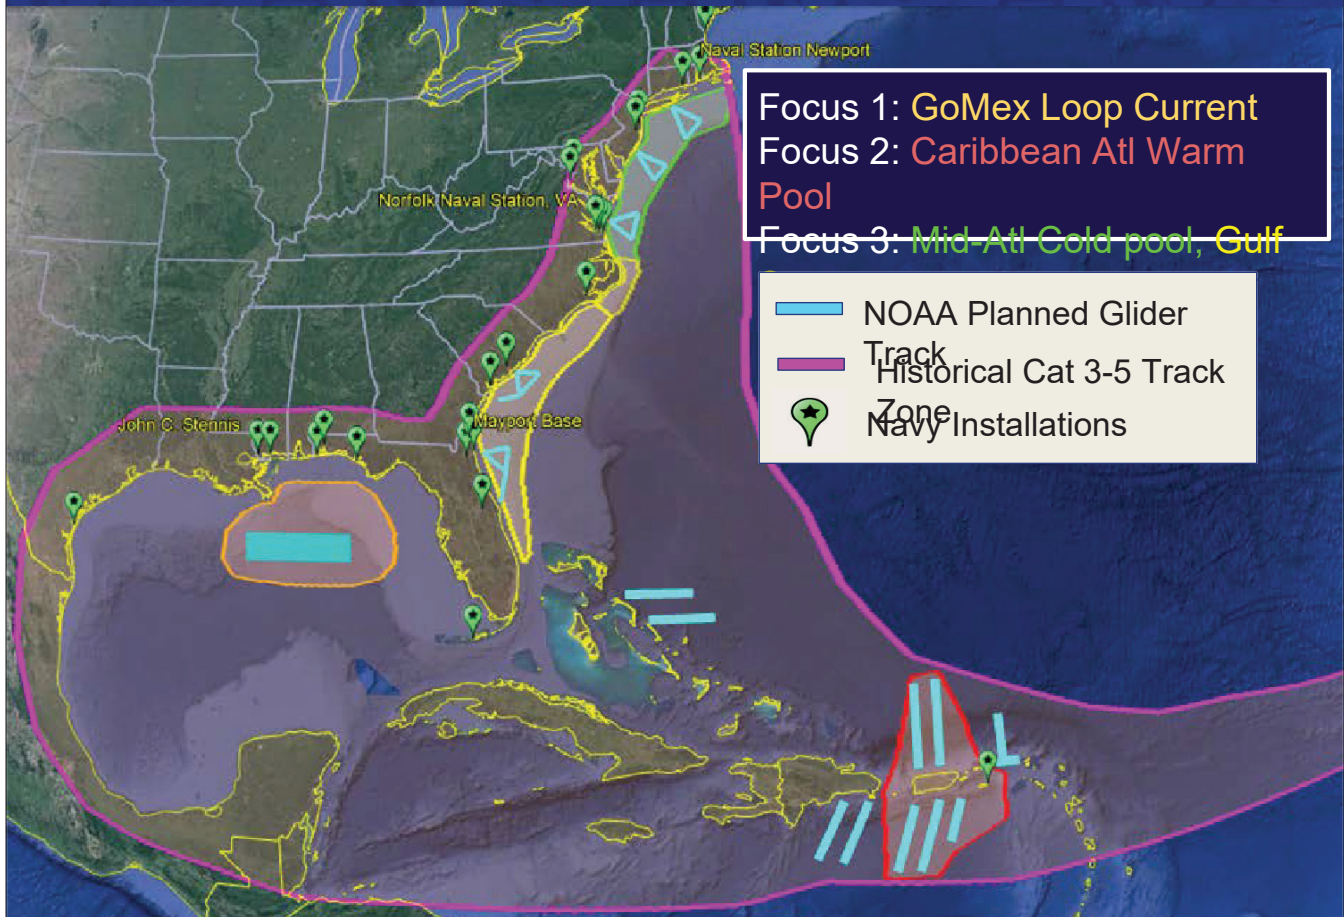 Naval Station Newport
Focus 1: GoMex Loop Current
Focus 2: Caribbean Atl Warm
Pool
Focus 3: Mid-Atl Cold pool, Gulf
Norfolk Naval Station, VA
NOAA Planned Glider
Track
Historical Cat 3-5 Track
Zone
Navy Installations
John C. Stennis
Mayport Base